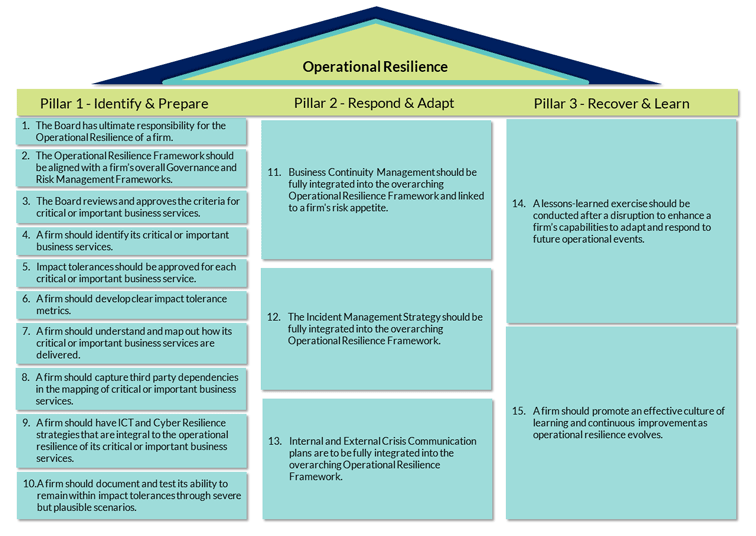 Operational Resilience
Pillar 1 - Identify & Prepare
1. The Board has ultimate responsibility for the
Operational Resilience of a firm.
2. The Operational Resilience Framework should
be aligned with a firm's overall Governance and
Risk Management Frameworks.
3. The Board reviews and approves the criteria for
critical or important business services.
4. A firm should identify its critical or important
business services.
5. Impact tolerances should be approved for each
critical or important business service.
6. A firm should develop clear impact tolerance
metrics.
7. A firm should understand and map out how its
critical or important business services are
delivered.
8. A firm should capture third party dependencies
in the mapping of critical or important business
services.
9. A firm should have ICT and Cyber Resilience
strategies that are integral to the operational
resilience of its critical or important business
services.
10.A firm should document and test its ability to
remain within impact tolerances through severe
but plausible scenarios.
Pillar 2 - Respond & Adapt
11. Business Continuity Management should be
fully integrated into the overarching
Operational Resilience Framework and linked
to a firm's risk appetite.
12. The Incident Management Strategy should be
fully integrated into the overarching
Operational Resilience Framework.
13. Internal and External Crisis Communication
plans are to be fully integrated into the
overarching Operational Resilience
Framework.
Pillar 3 - Recover & Learn
14. A lessons-learned exercise should be
conducted after a disruption to enhance a
firm's capabilities to adapt and respond to
future operational events.
15. A firm should promote an effective culture of
learning and continuous improvement as
operational resilience evolves.